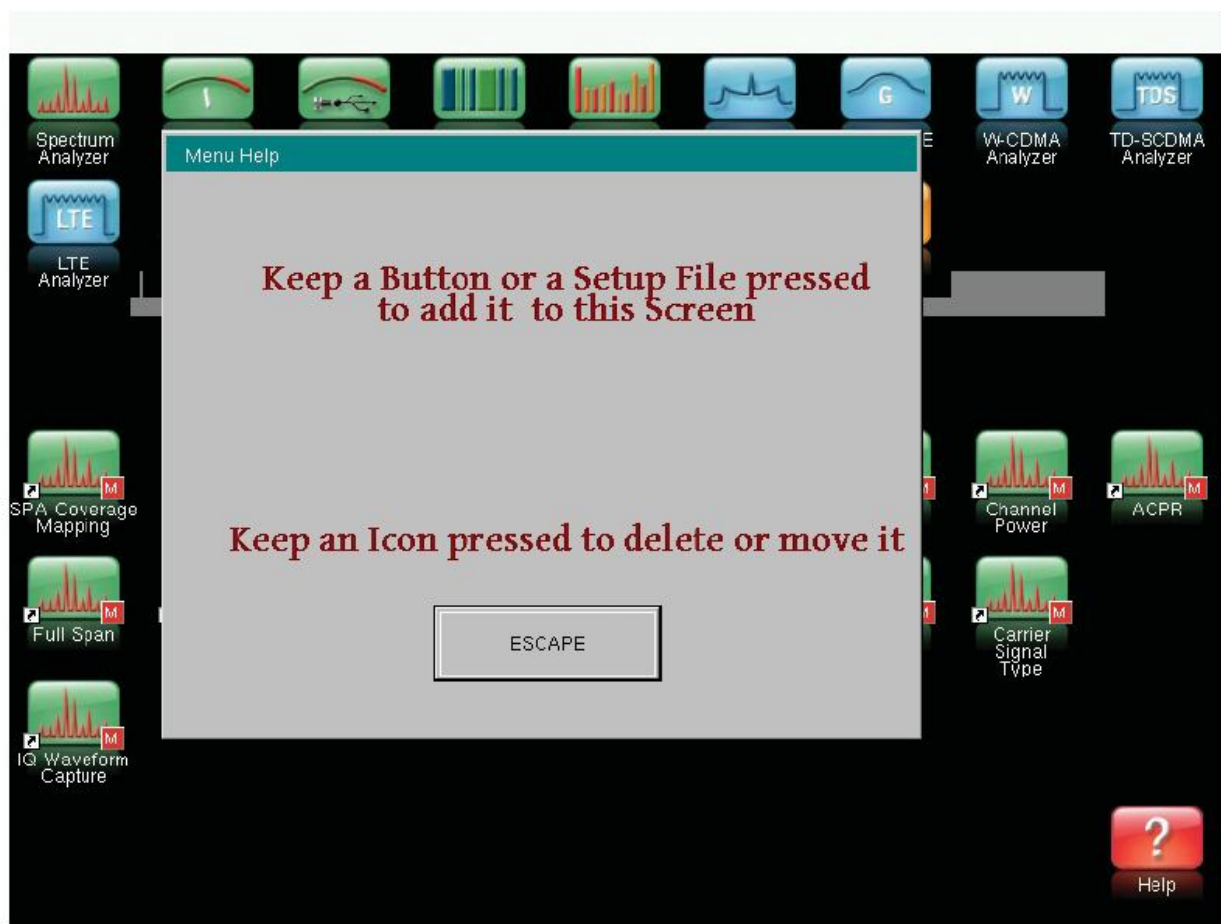 I
G
W
TDS
Spectrum
Analyzer
E
W-CDMA
Analyzer
TD-SCDMA
Analyzer
Menu Help
LTE
LTE
Analyzer
Keep a Button or a Setup File pressed
to add it to this Screen
M
SPA Coverage
Mapping
M
Channel
Power
M
ACPR
Keep an Icon pressed to delete or move it
M
Full Span
M
Carrier
Signal
Type
ESCAPE
M
IQ Waveform
Capture
?
Help